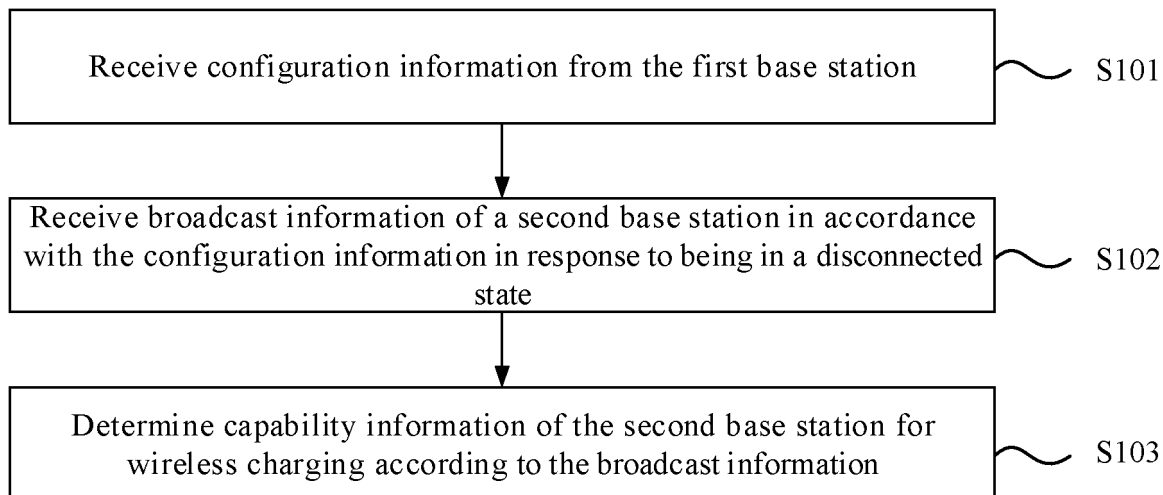 Receive configuration information from the first base station
S101
Receive broadcast information of a second base station in accordance
with the configuration information in response to being in a disconnected
state
S102
Determine capability information of the second base station for
wireless charging according to the broadcast information
S103